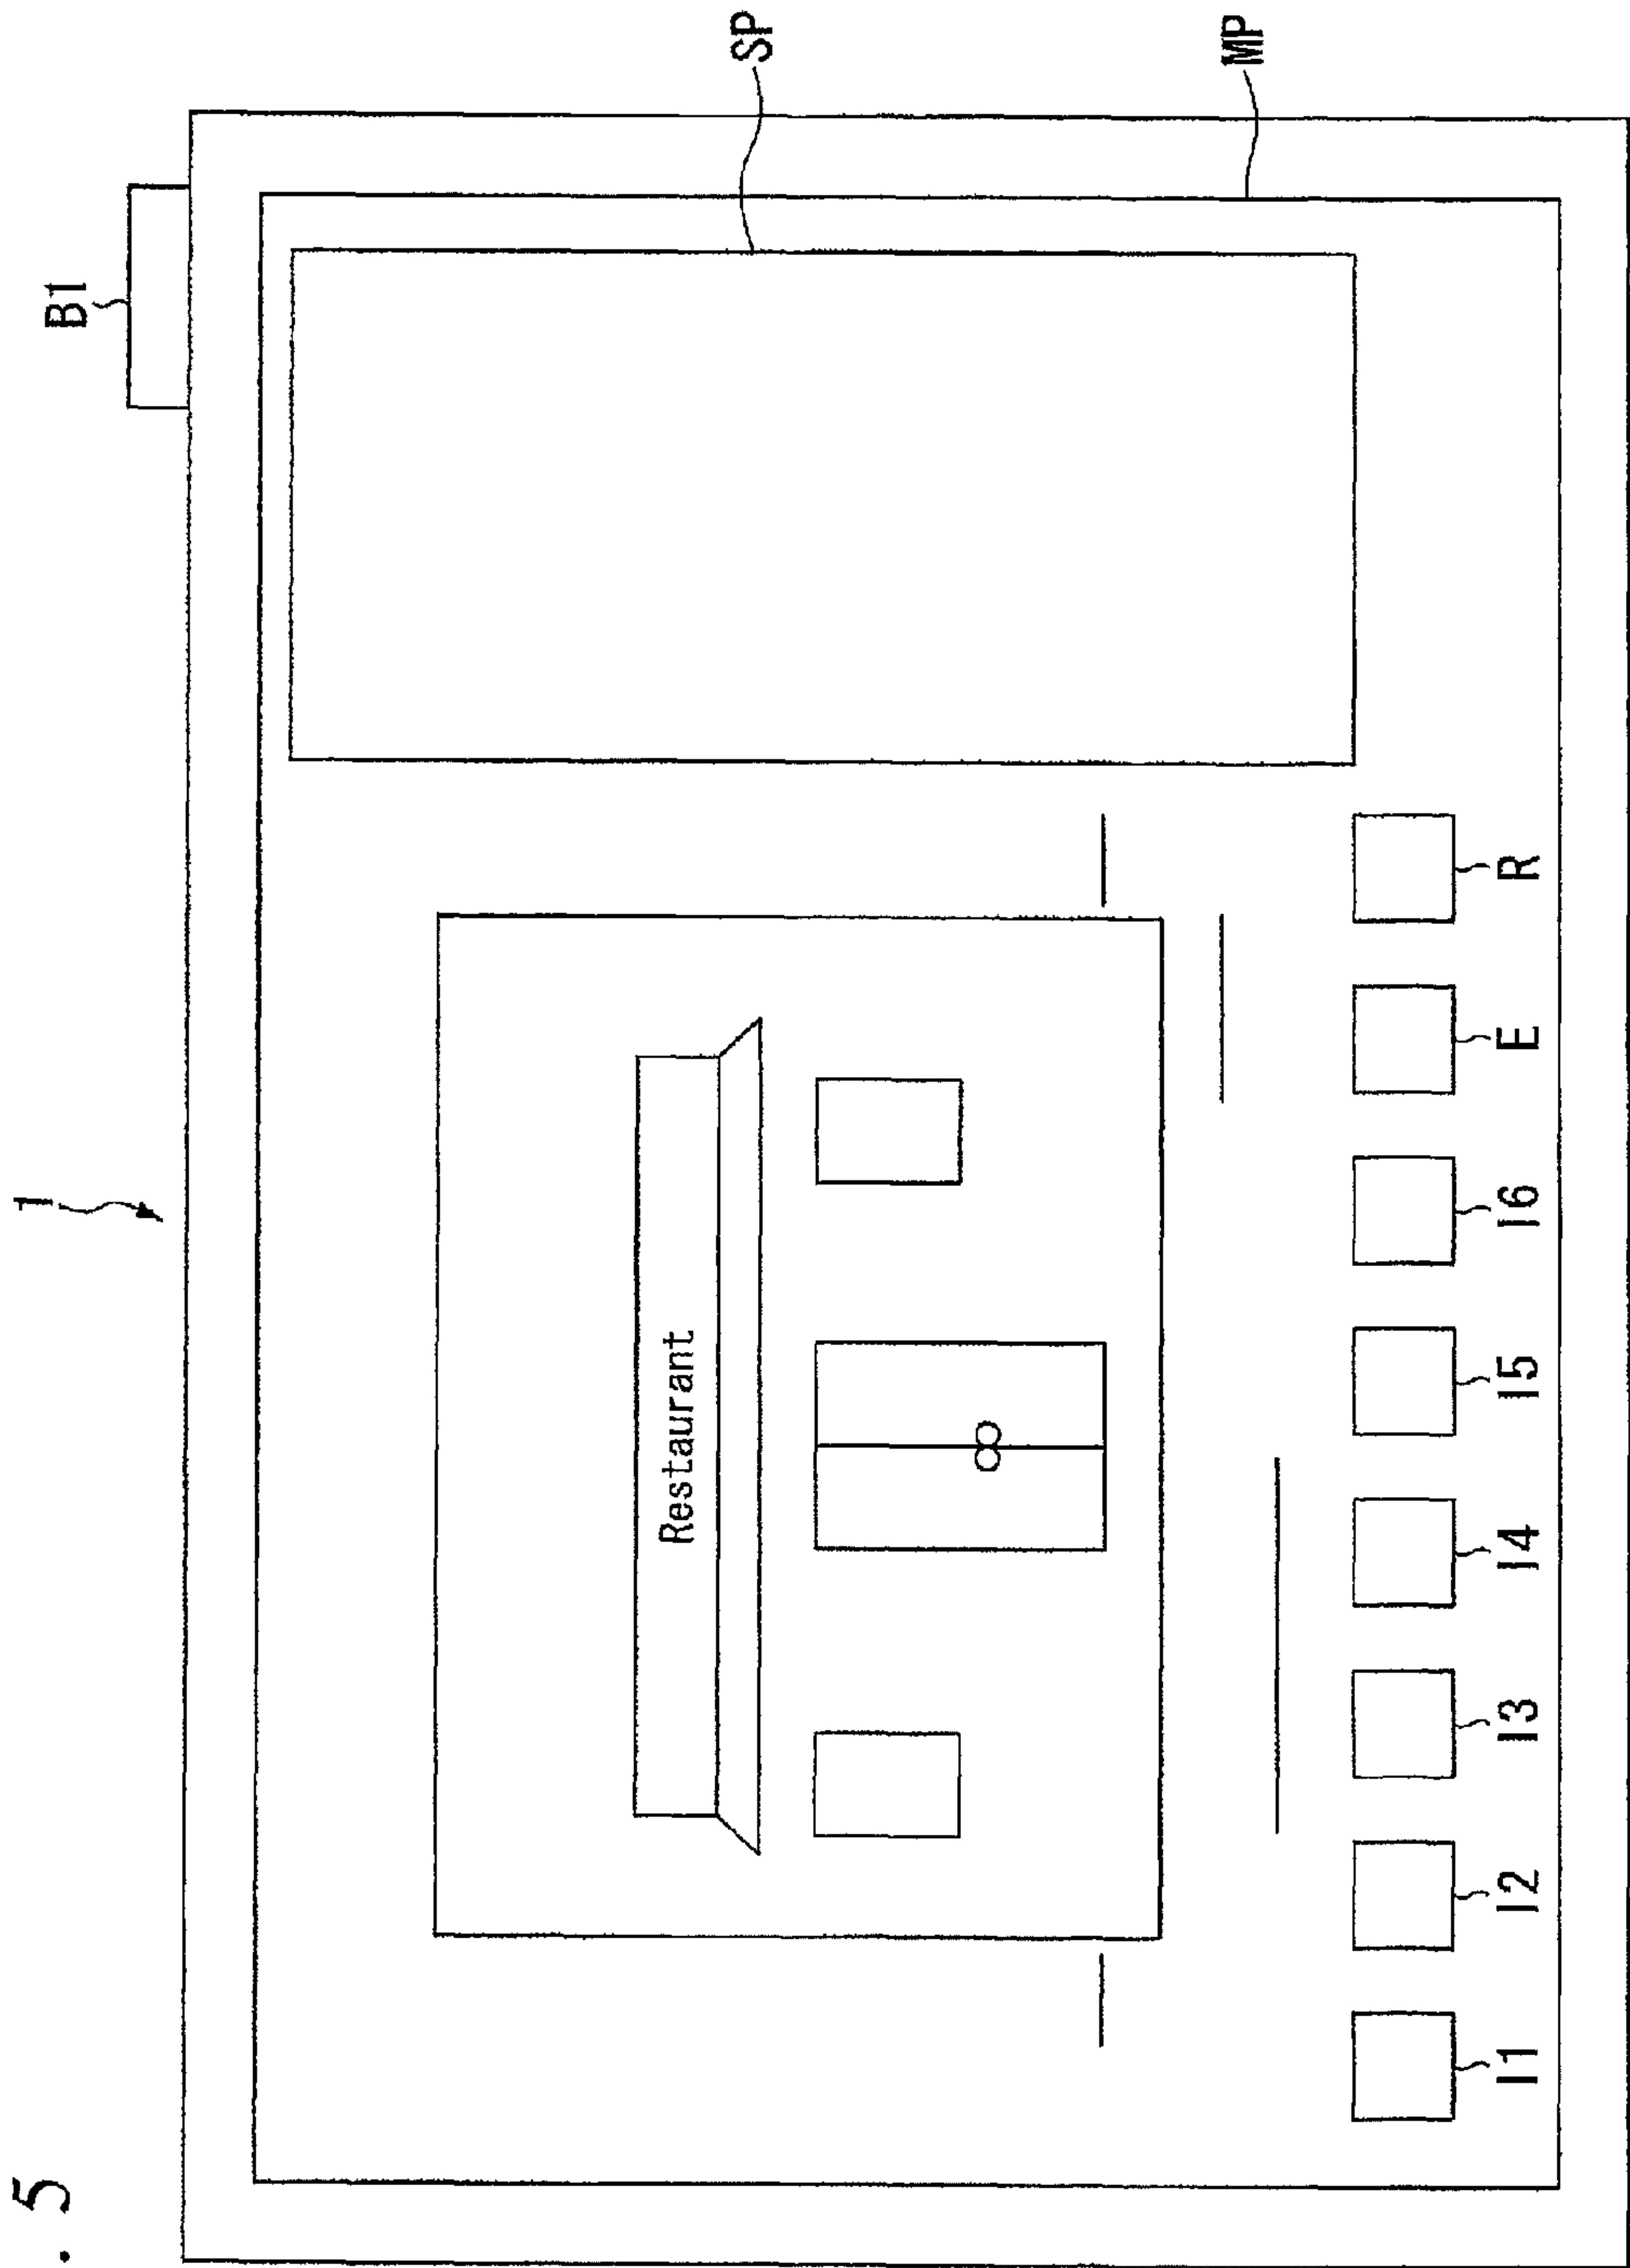 . 5
1
B1
Restaurant
SP
MP
I1 I2 I3 I4 I5 I6 E R